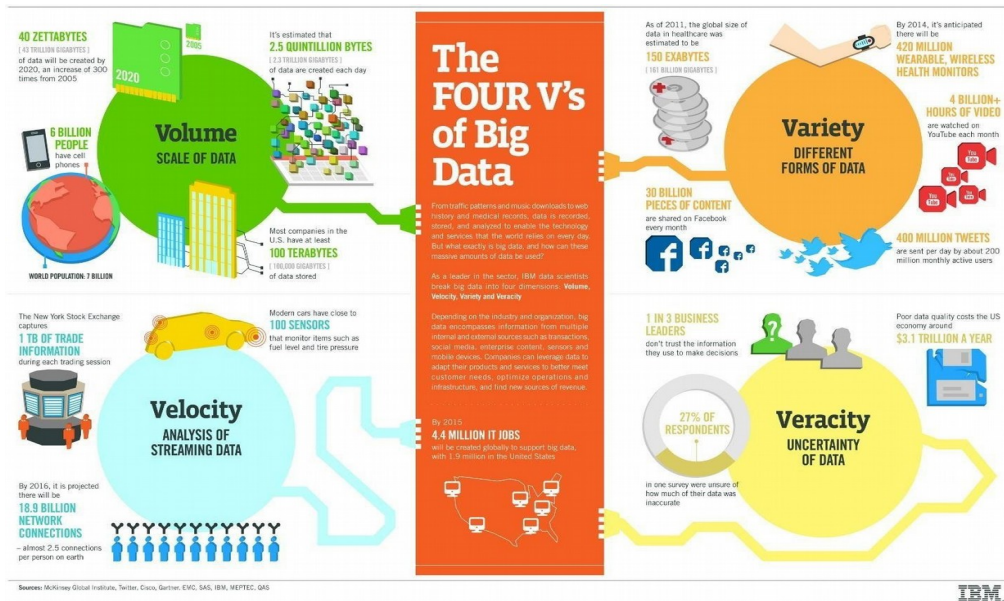 40 ZETTABYTES
[ 43 TRILLION GIGABYTES ]
of data will be created by
2020, an increase of 300
times from 2005
2005
2020
It's estimated that
2.5 QUINTILLION BYTES
[ 2.3 TRILLION GIGABYTES ]
of data are created each day
6 BILLION
PEOPLE
have cell
phones
WORLD POPULATION: 7 BILLION
Volume
SCALE OF DATA
Most companies in the
U.S. have at least
100 TERABYTES
[ 100,000 GIGABYTES ]
of data stored
The New York Stock Exchange
captures
1 TB OF TRADE
INFORMATION
during each trading session
Modern cars have close to
100 SENSORS
that monitor items such as
fuel level and tire pressure
Velocity
ANALYSIS OF
STREAMING DATA
By 2016, it is projected
there will be
18.9 BILLION
NETWORK
CONNECTIONS
– almost 2.5 connections
per person on earth
The
FOUR V's
of Big
Data
From traffic patterns and music downloads to web
history and medical records, data is recorded,
stored, and analyzed to enable the technology
and services that the world relies on every day.
But what exactly is big data, and how can these
massive amounts of data be used?
As a leader in the sector, IBM data scientists
break big data into four dimensions: Volume,
Velocity, Variety and Veracity
Depending on the industry and organization, big
data encompasses information from multiple
internal and external sources such as transactions,
social media, enterprise content, sensors and
mobile devices. Companies can leverage data to
adapt their products and services to better meet
customer needs, optimize operations and
infrastructure, and find new sources of revenue.
By 2015
4.4 MILLION IT JOBS
will be created globally to support big data,
with 1.9 million in the United States
As of 2011, the global size of
data in healthcare was
estimated to be
150 EXABYTES
[ 161 BILLION GIGABYTES ]
By 2014, it's anticipated
there will be
420 MILLION
WEARABLE, WIRELESS
HEALTH MONITORS
4 BILLION+
HOURS OF VIDEO
are watched on
YouTube each month
You
Tube
You
Tube
You
Tube
You
Tube
You
Tube
Variety
DIFFERENT
FORMS OF DATA
30 BILLION
PIECES OF CONTENT
are shared on Facebook
every month
f
f
f
f
f
f
400 MILLION TWEETS
are sent per day by about 200
million monthly active users
1 IN 3 BUSINESS
LEADERS
don't trust the information
they use to make decisions
?
Poor data quality costs the US
economy around
$3.1 TRILLION A YEAR
27% OF
RESPONDENTS
in one survey were unsure of
how much of their data was
inaccurate
Veracity
UNCERTAINTY
OF DATA
Sources: McKinsey Global Institute, Twitter, Cisco, Gartner, EMC, SAS, IBM, MEPTEC, QAS
IBM.